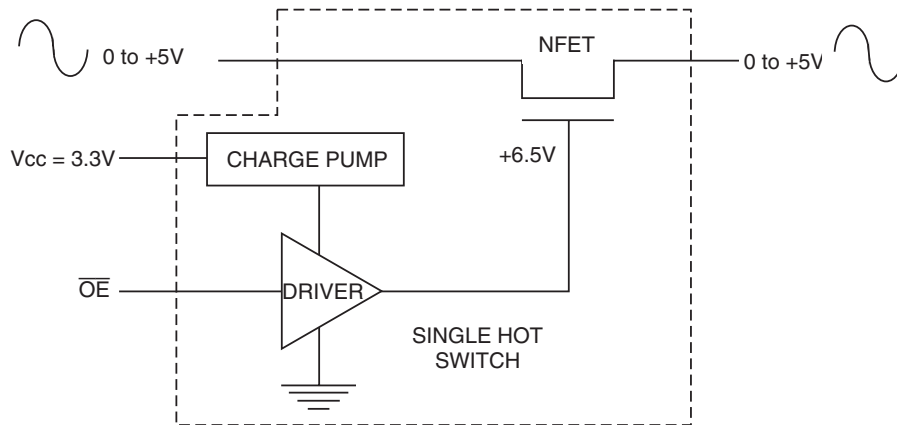 NFET
0 to +5V
0 to +5V
+6.5V
Vcc = 3.3V
CHARGE PUMP
OE
DRIVER
SINGLE HOT
SWITCH